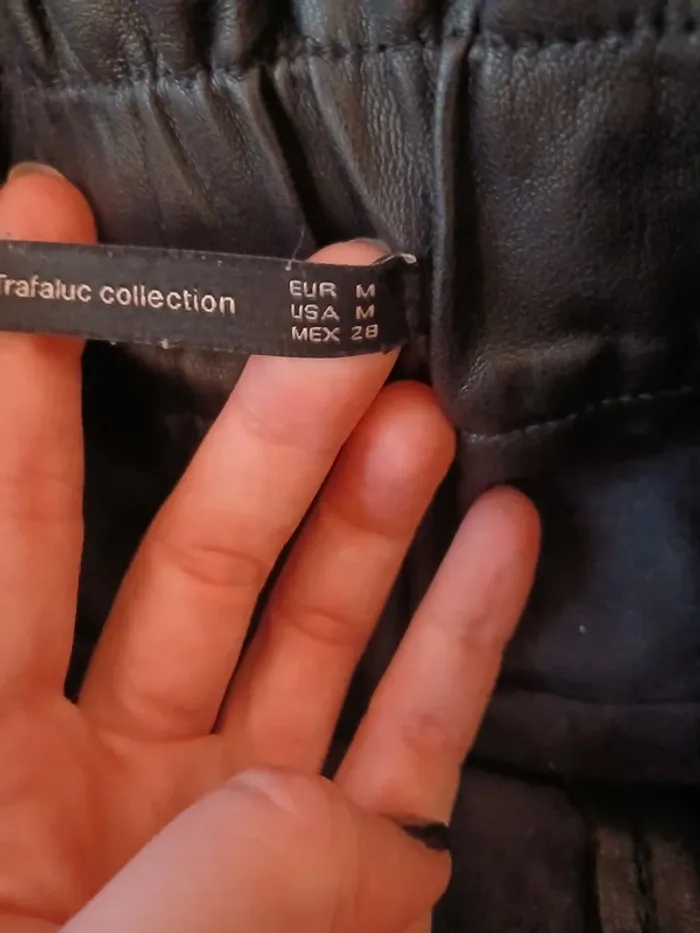 Trafaluc collection
EUR M
USA M
MEX 28